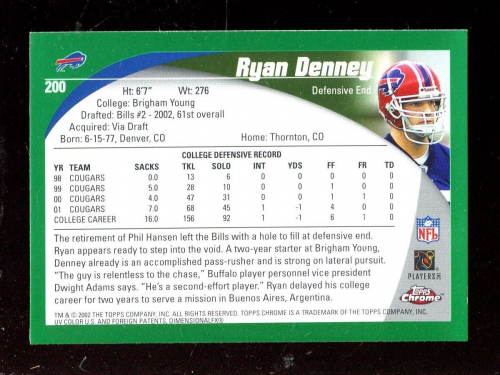 200
Ryan Denney
Defensive End
Ht: 6'7" Wt: 276
College: Brigham Young
Drafted: Bills #2 - 2002, 61st overall
Acquired: Via Draft
Born: 6-15-77, Denver, CO Home: Thornton, CO
COLLEGE DEFENSIVE RECORD
YR TEAM SACKS TKL SOLO INT YDS FF FR TD
98 COUGARS 0.0 13 6 0 0 0 0 0
99 COUGARS 5.0 28 10 0 0 1 0 0
00 COUGARS 4.0 47 31 0 0 1 0 0
01 COUGARS 7.0 68 45 1 -1 4 1 0
COLLEGE CAREER 16.0 156 92 1 -1 6 1 0
The retirement of Phil Hansen left the Bills with a hole to fill at defensive end.
Ryan appears ready to step into the void. A two-year starter at Brigham Young,
Denney already is an accomplished pass-rusher and is strong on lateral pursuit.
"The guy is relentless to the chase," Buffalo player personnel vice president
Dwight Adams says. "He's a second-effort player." Ryan delayed his college
career for two years to serve a mission in Buenos Aires, Argentina.
NFL
PLAYERS INC
Topps
Chrome
TM & © 2002 THE TOPPS COMPANY, INC. ALL RIGHTS RESERVED. TOPPS CHROME IS A TRADEMARK OF THE TOPPS COMPANY, INC.
UV COLOR U.S. AND FOREIGN PATENTS, DIMENSIONALFX®